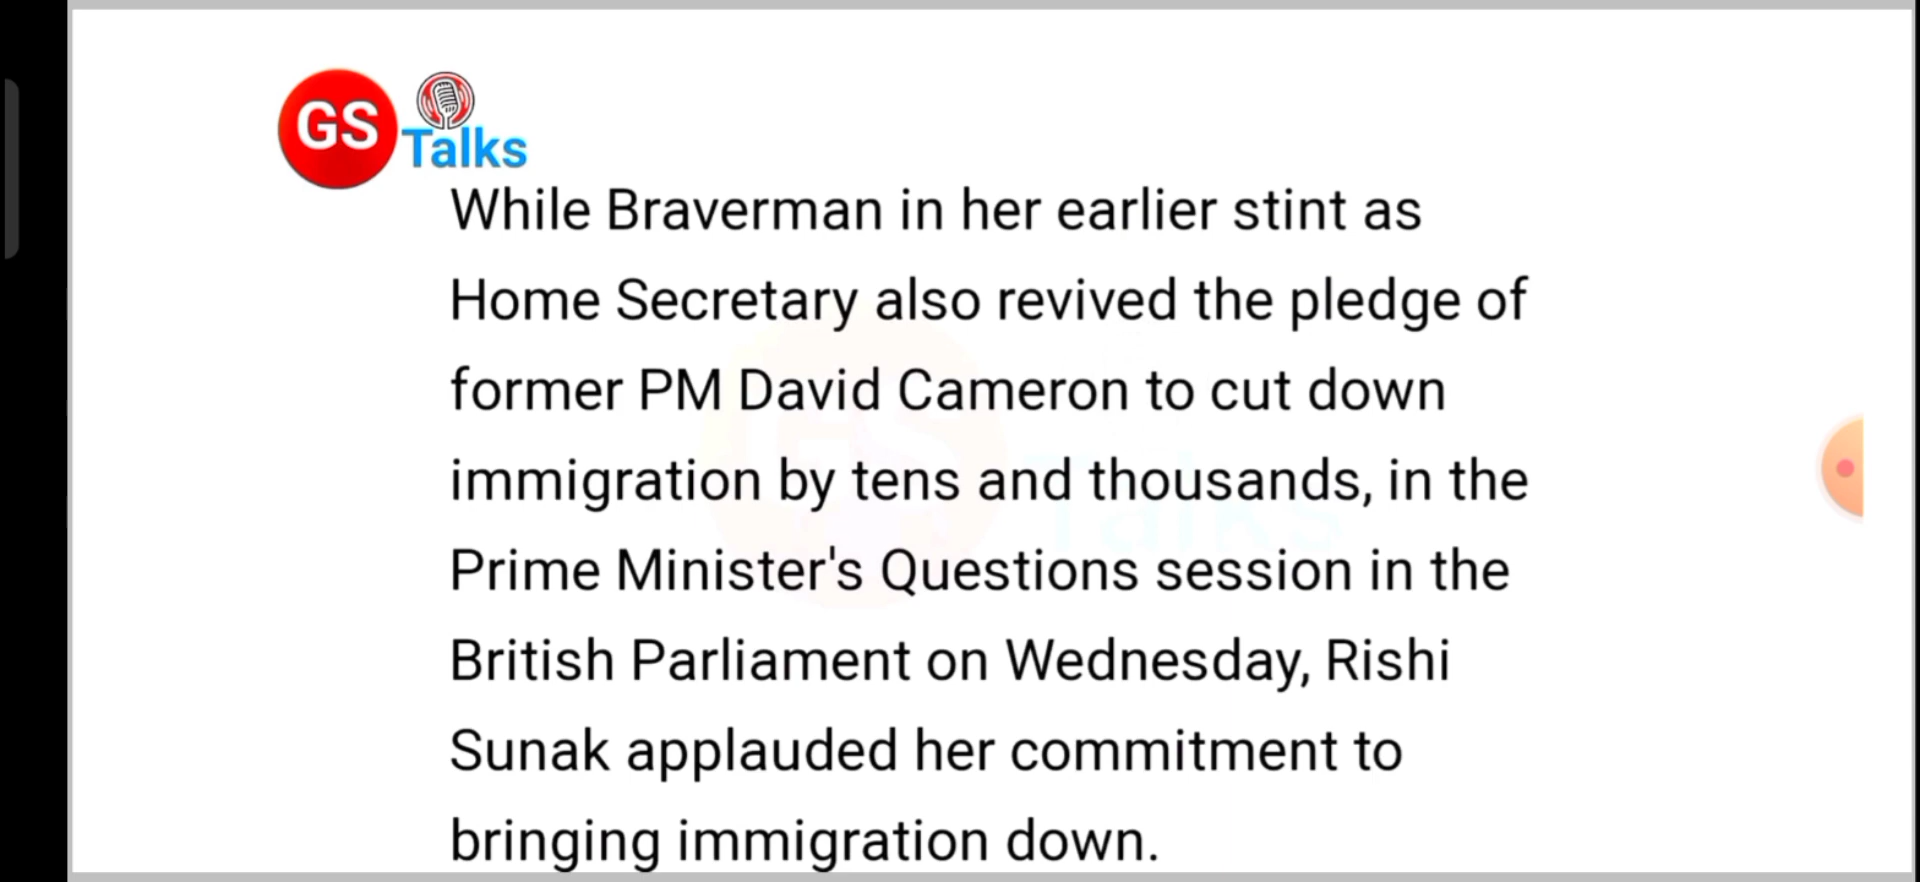 GS
Talks
While Braverman in her earlier stint as
Home Secretary also revived the pledge of
former PM David Cameron to cut down
immigration by tens and thousands, in the
Prime Minister's Questions session in the
British Parliament on Wednesday, Rishi
Sunak applauded her commitment to
bringing immigration down.